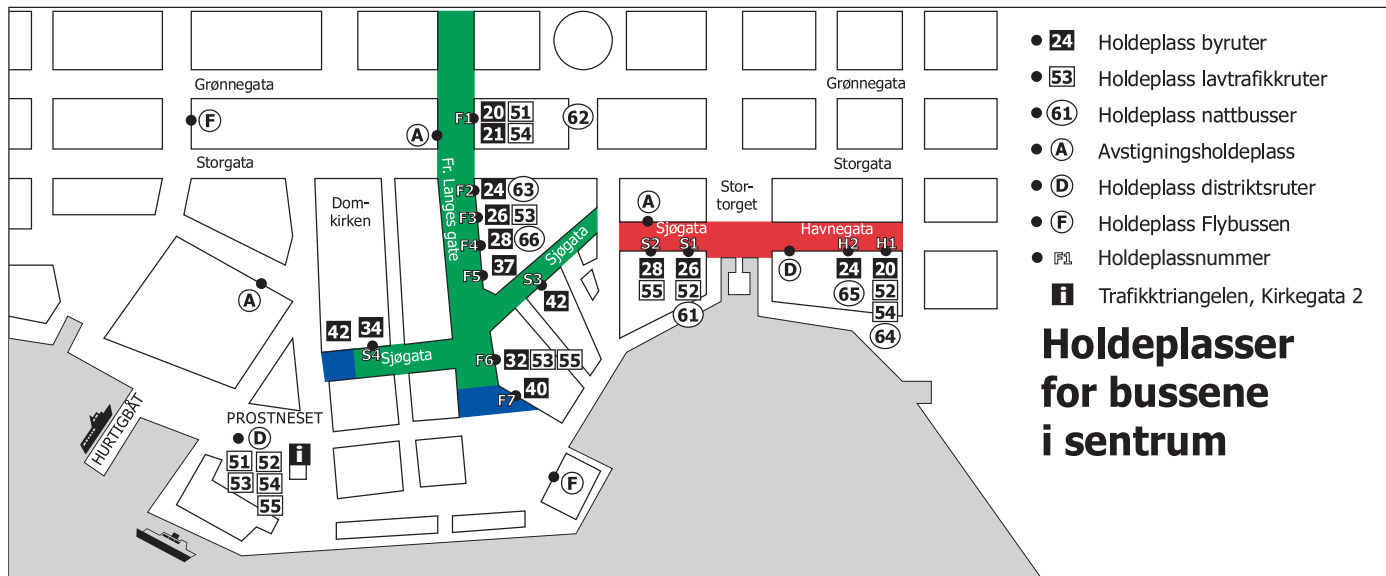 Grønnegata
Grønnegata
F
A
F1
20 51
21 54
62
Storgata
Storgata
Fr. Langes gate
Dom-
kirken
F2 24 63
F3 26 53
F4 28 66
F5 37
Sjøgata
S3
42
A
Stor-
torget
Sjøgata
Havnegata
S2
S1
H2
H1
D
28
55
26
52
61
24
65
20
52
54
64
A
42
34
S4
Sjøgata
F6 32 53 55
F7 40
HURTIGBÅT
PROSTNESET
D
i
51 52
53 54
55
F
24 Holdeplass byruter
53 Holdeplass lavtrafikkruter
61 Holdeplass nattbusser
A Avstigningsholdeplass
D Holdeplass distriktsruter
F Holdeplass Flybussen
F1 Holdeplassnummer
i Trafikktriangelen, Kirkegata 2
Holdeplasser
for bussene
i sentrum